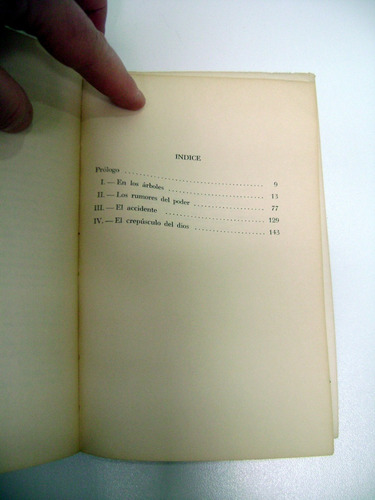 INDICE
Prólogo ........................ 9
I. — En los árboles ........................ 13
II. — Los rumores del poder ........................ 77
III. — El accidente ........................ 129
IV. — El crepúsculo del dios ........................ 143